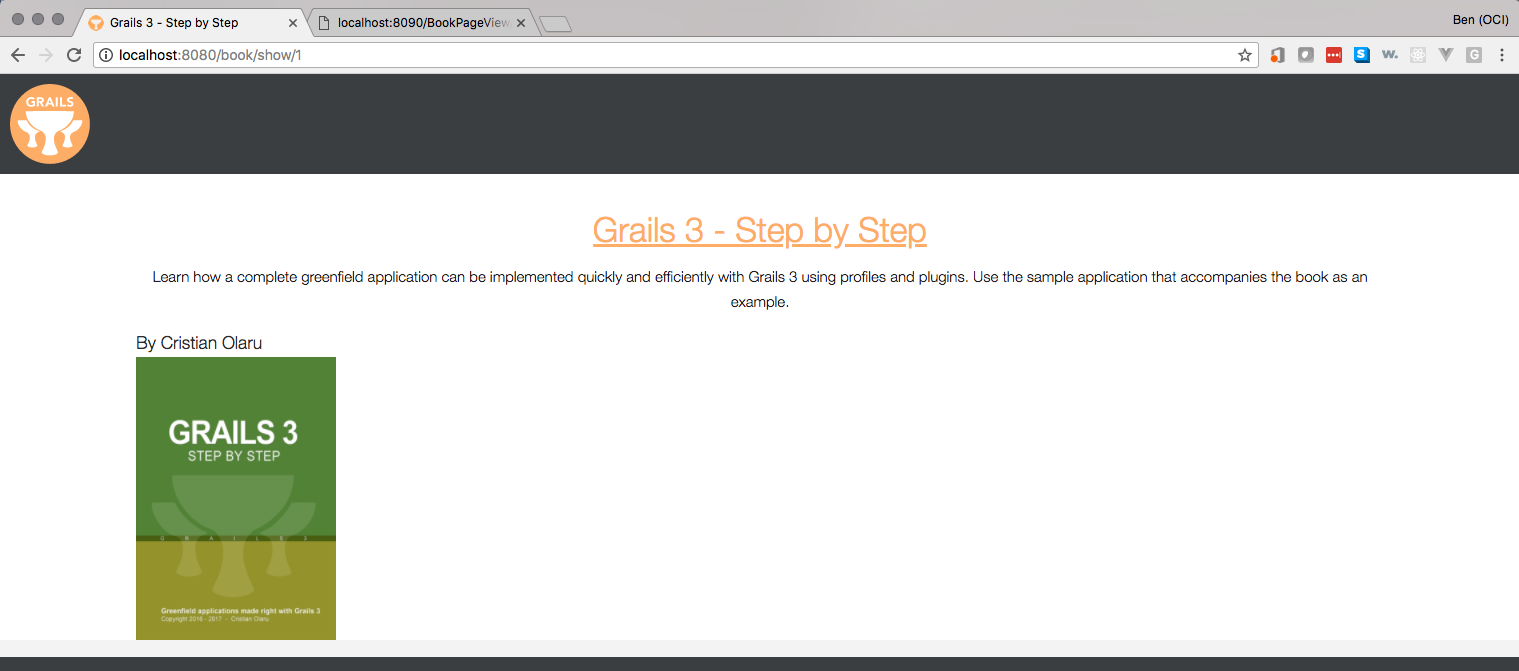 Grails 3 - Step by Step
localhost:8090/BookPageView
Ben (OCI)
localhost:8080/book/show/1
S
w.
G
GRAILS
Grails 3 - Step by Step
Learn how a complete greenfield application can be implemented quickly and efficiently with Grails 3 using profiles and plugins. Use the sample application that accompanies the book as an
example.
By Cristian Olaru
GRAILS 3
STEP BY STEP
G R A I L S 3
Greenfield applications made right with Grails 3
Copyright 2016 - 2017 - Cristian Olaru